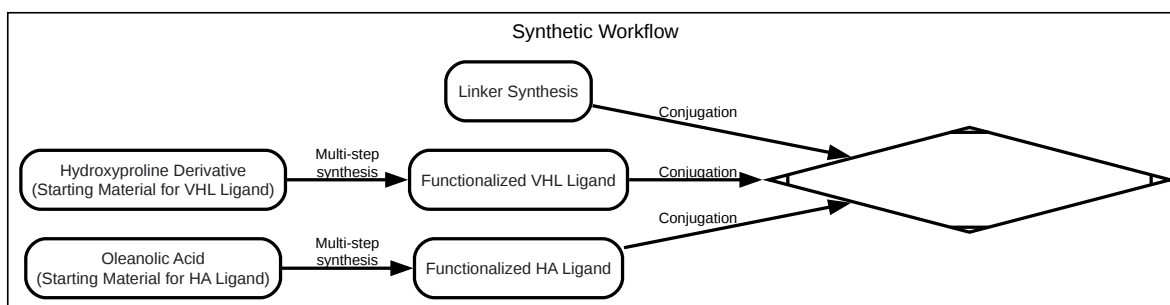 Synthetic Workflow
Linker Synthesis
Conjugation
Hydroxyproline Derivative
(Starting Material for VHL Ligand)
Multi-step
synthesis
Functionalized VHL Ligand
Conjugation
Conjugation
Oleanolic Acid
(Starting Material for HA Ligand)
Multi-step
synthesis
Functionalized HA Ligand